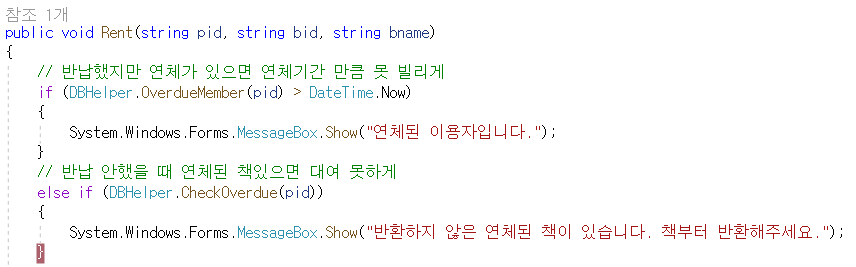 참조 1개
public void Rent(string pid, string bid, string bname)
{
    // 반납했지만 연체가 있으면 연체기간 만큼 못 빌리게
    if (DBHelper.OverdueMember(pid) > DateTime.Now)
    {
        System.Windows.Forms.MessageBox.Show("연체된 이용자입니다.");
    }
    // 반납 안했을 때 연체된 책있으면 대여 못하게
    else if (DBHelper.CheckOverdue(pid))
    {
        System.Windows.Forms.MessageBox.Show("반환하지 않은 연체된 책이 있습니다. 책부터 반환해주세요.");
    }